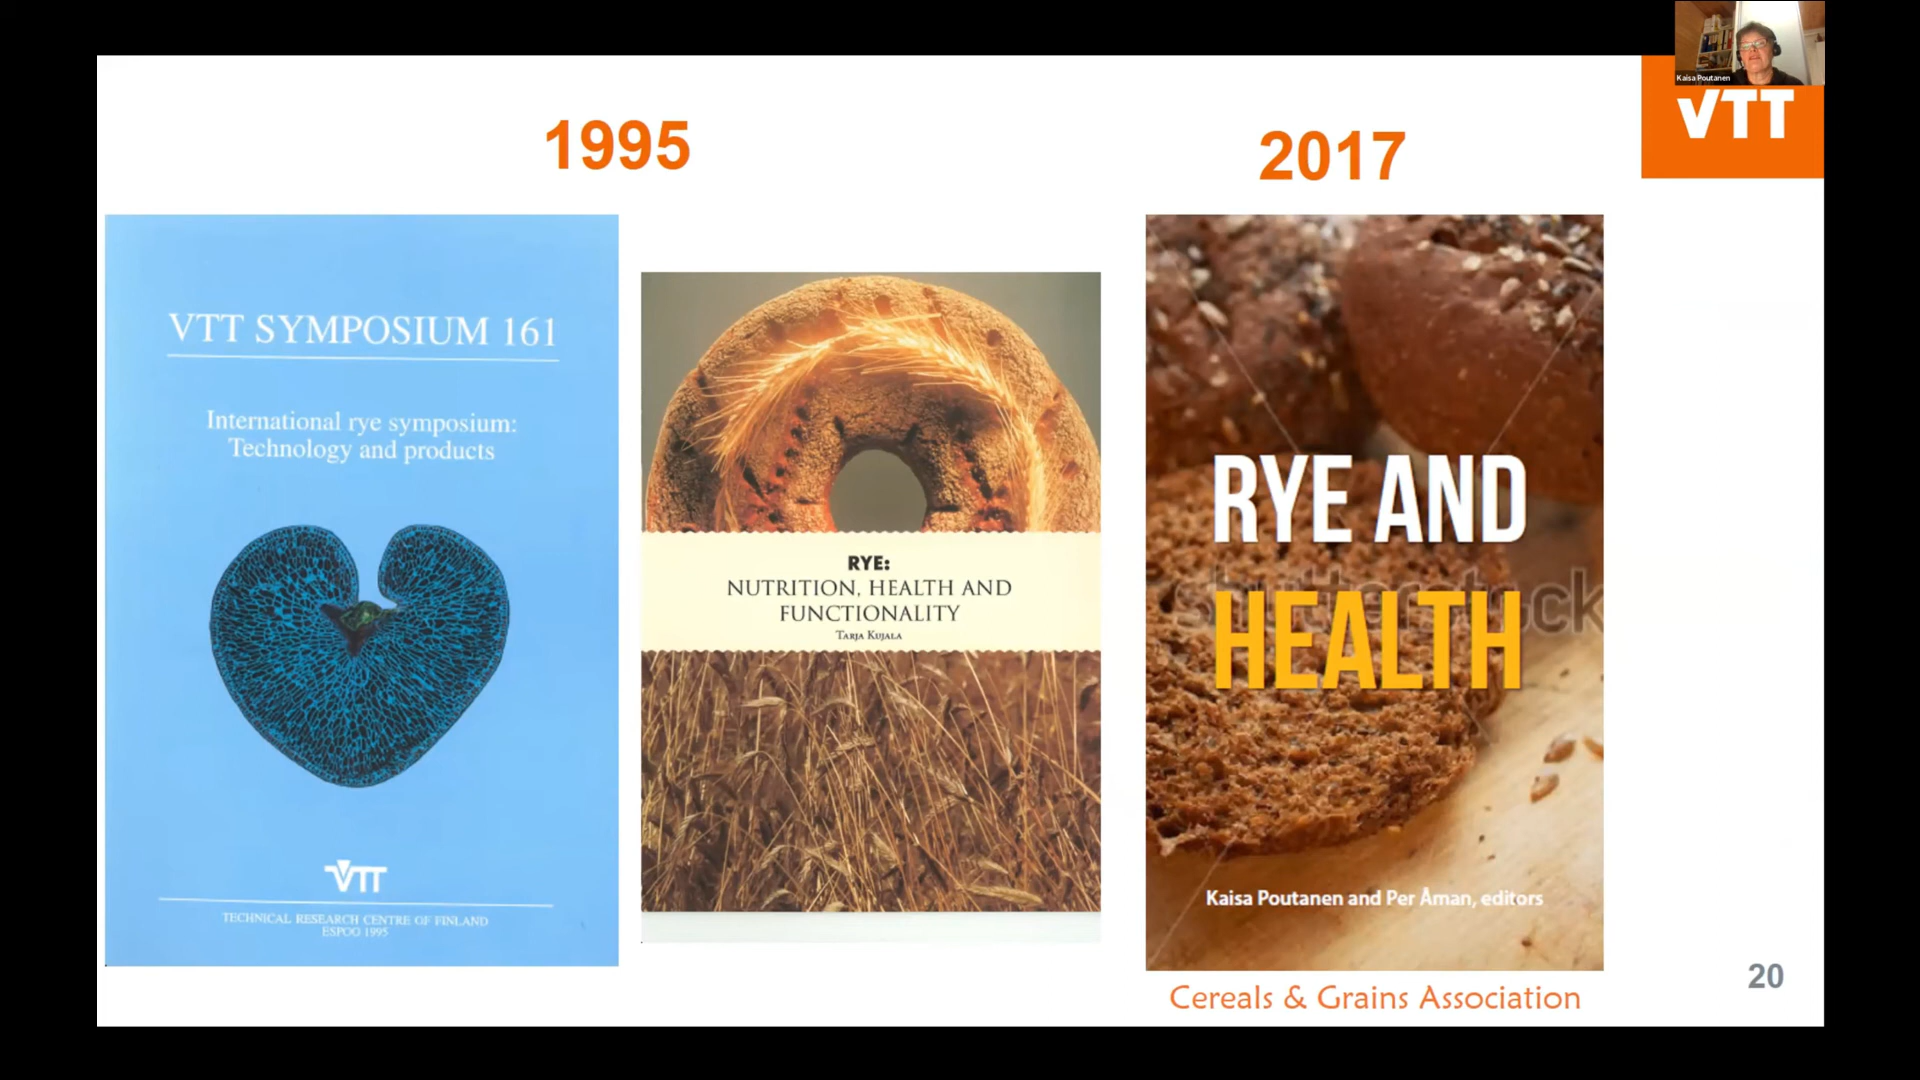 Kaisa Poutanen
VTT
1995
2017
VTT SYMPOSIUM 161
International rye symposium:
Technology and products
VTT
TECHNICAL RESEARCH CENTRE OF FINLAND
ESPOO 1995
RYE:
NUTRITION, HEALTH AND
FUNCTIONALITY
TARJA KUJALA
RYE AND
shutterstock
HEALTH
Kaisa Poutanen and Per Åman, editors
Cereals & Grains Association
20